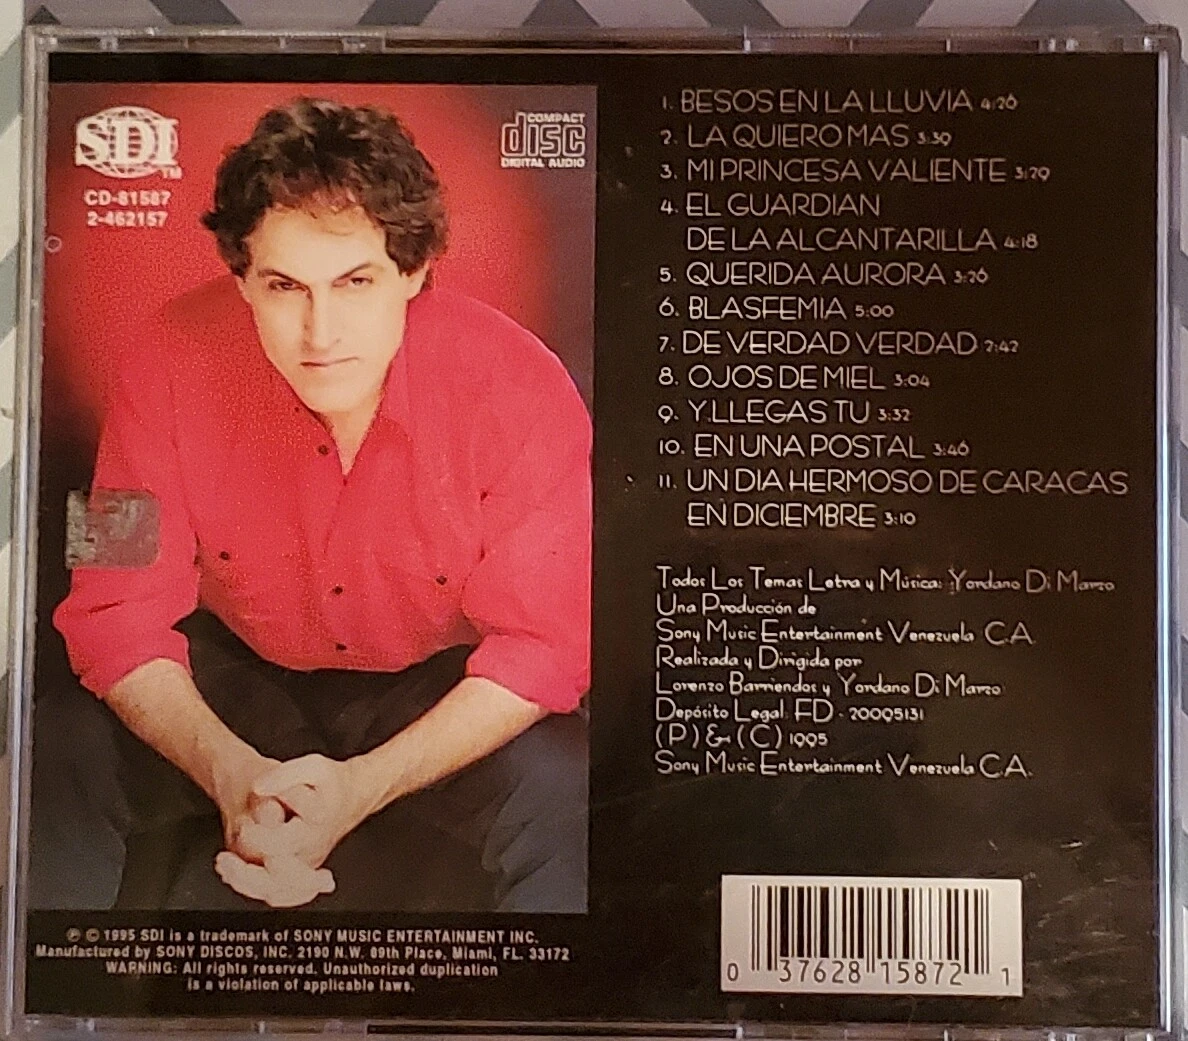 SDI
TM
CD-81587
2-462157
COMPACT
disc
DIGITAL AUDIO
1. BESOS EN LA LLUVIA 4:26
2. LA QUIERO MAS 3:39
3. MI PRINCESA VALIENTE 3:29
4. EL GUARDIAN
DE LA ALCANTARILLA 4:18
5. QUERIDA AURORA 3:26
6. BLASFEMIA 5:00
7. DE VERDAD VERDAD 2:42
8. OJOS DE MIEL 3:04
9. Y LLEGAS TU 3:32
10. EN UNA POSTAL 3:46
11. UN DIA HERMOSO DE CARACAS
EN DICIEMBRE 3:10
Todos Los Temas Letra y Música: Yordano Di Marzo
Una Producción de
Sony Music Entertainment Venezuela C.A.
Realizada y Dirigida por
Lorenzo Barriendos y Yordano Di Marzo
Depósito Legal: FD - 20095131
(P) & (C) 1995
Sony Music Entertainment Venezuela C.A.
℗ © 1995 SDI is a trademark of SONY MUSIC ENTERTAINMENT INC.
Manufactured by SONY DISCOS, INC. 2190 N.W. 89th Place, Miami, FL. 33172
WARNING: All rights reserved. Unauthorized duplication
is a violation of applicable laws.
0 37628 15872 1